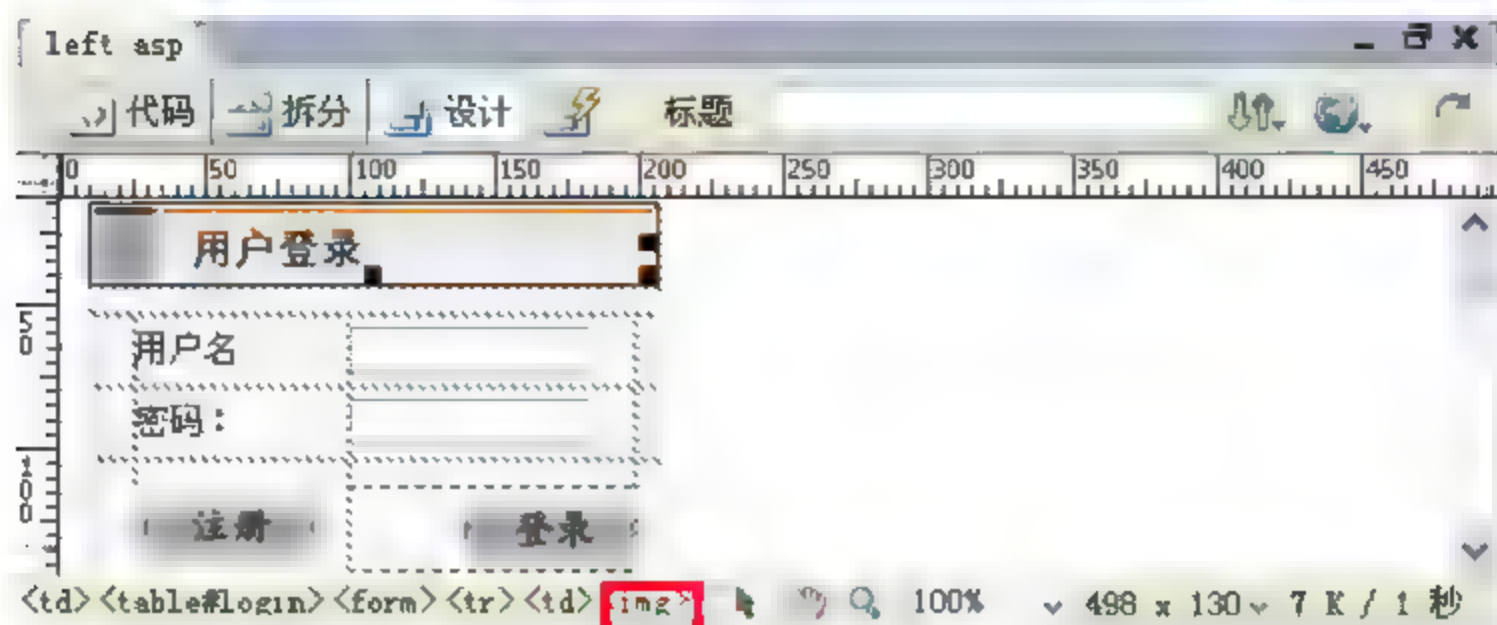 left asp
代码 拆分 设计 标题
0 50 100 150 200 250 300 350 400 450
用户登录
50
用户名
密码：
100
注册 登录
<td><table#login><form><tr><td><img> 100% 498 x 130 7 K / 1 秒